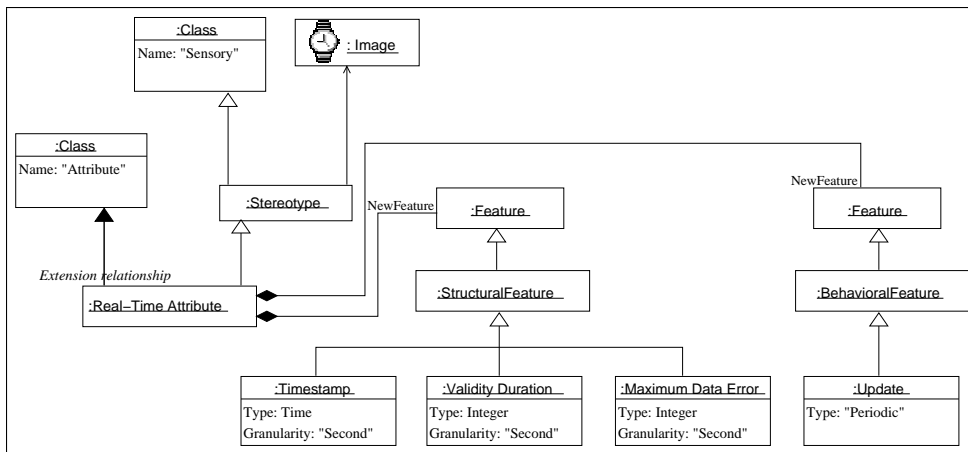 :Class
Name: "Sensory"
: Image
:Class
Name: "Attribute"
:Stereotype
NewFeature
:Feature
NewFeature
:Feature
Extension relationship
:Real−Time Attribute
:StructuralFeature
:BehavioralFeature
:Timestamp
Type: Time
Granularity: "Second"
:Validity Duration
Type: Integer
Granularity: "Second"
:Maximum Data Error
Type: Integer
Granularity: "Second"
:Update
Type: "Periodic"